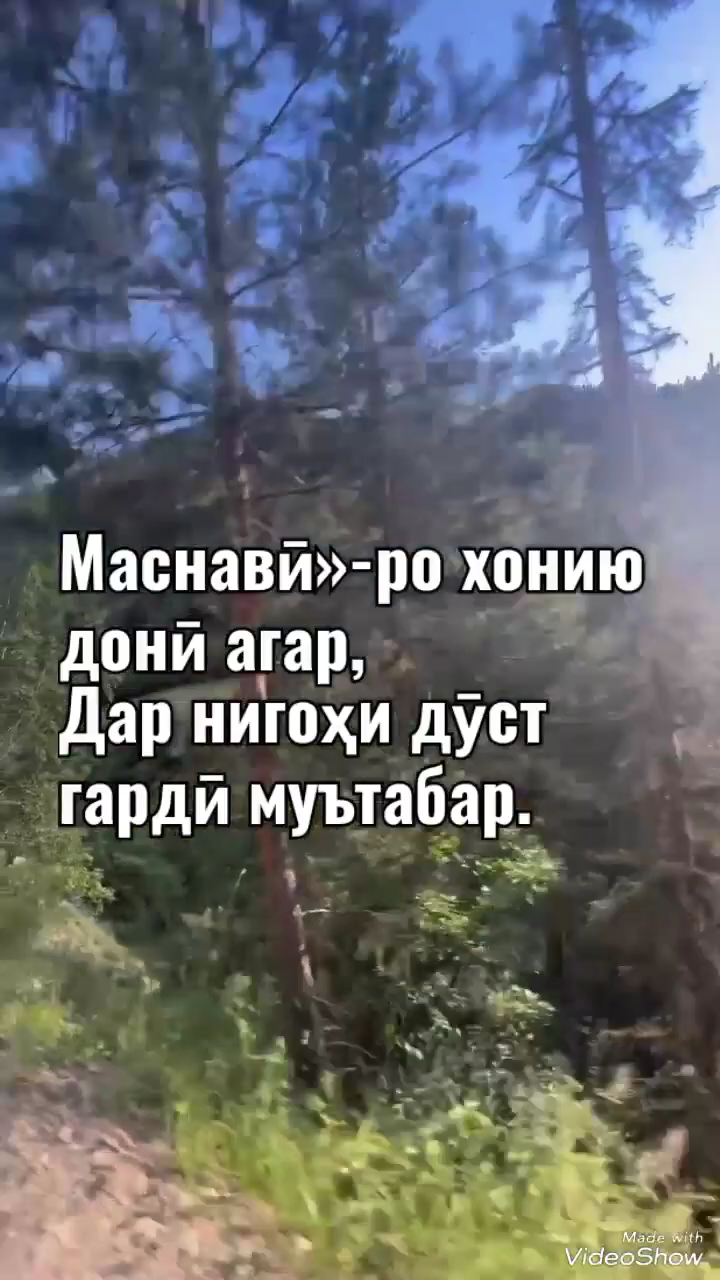 Маснавӣ»-ро хонию
донӣ агар,
Дар нигоҳи дӯст
гардӣ муътабар.
Made with
VideoShow